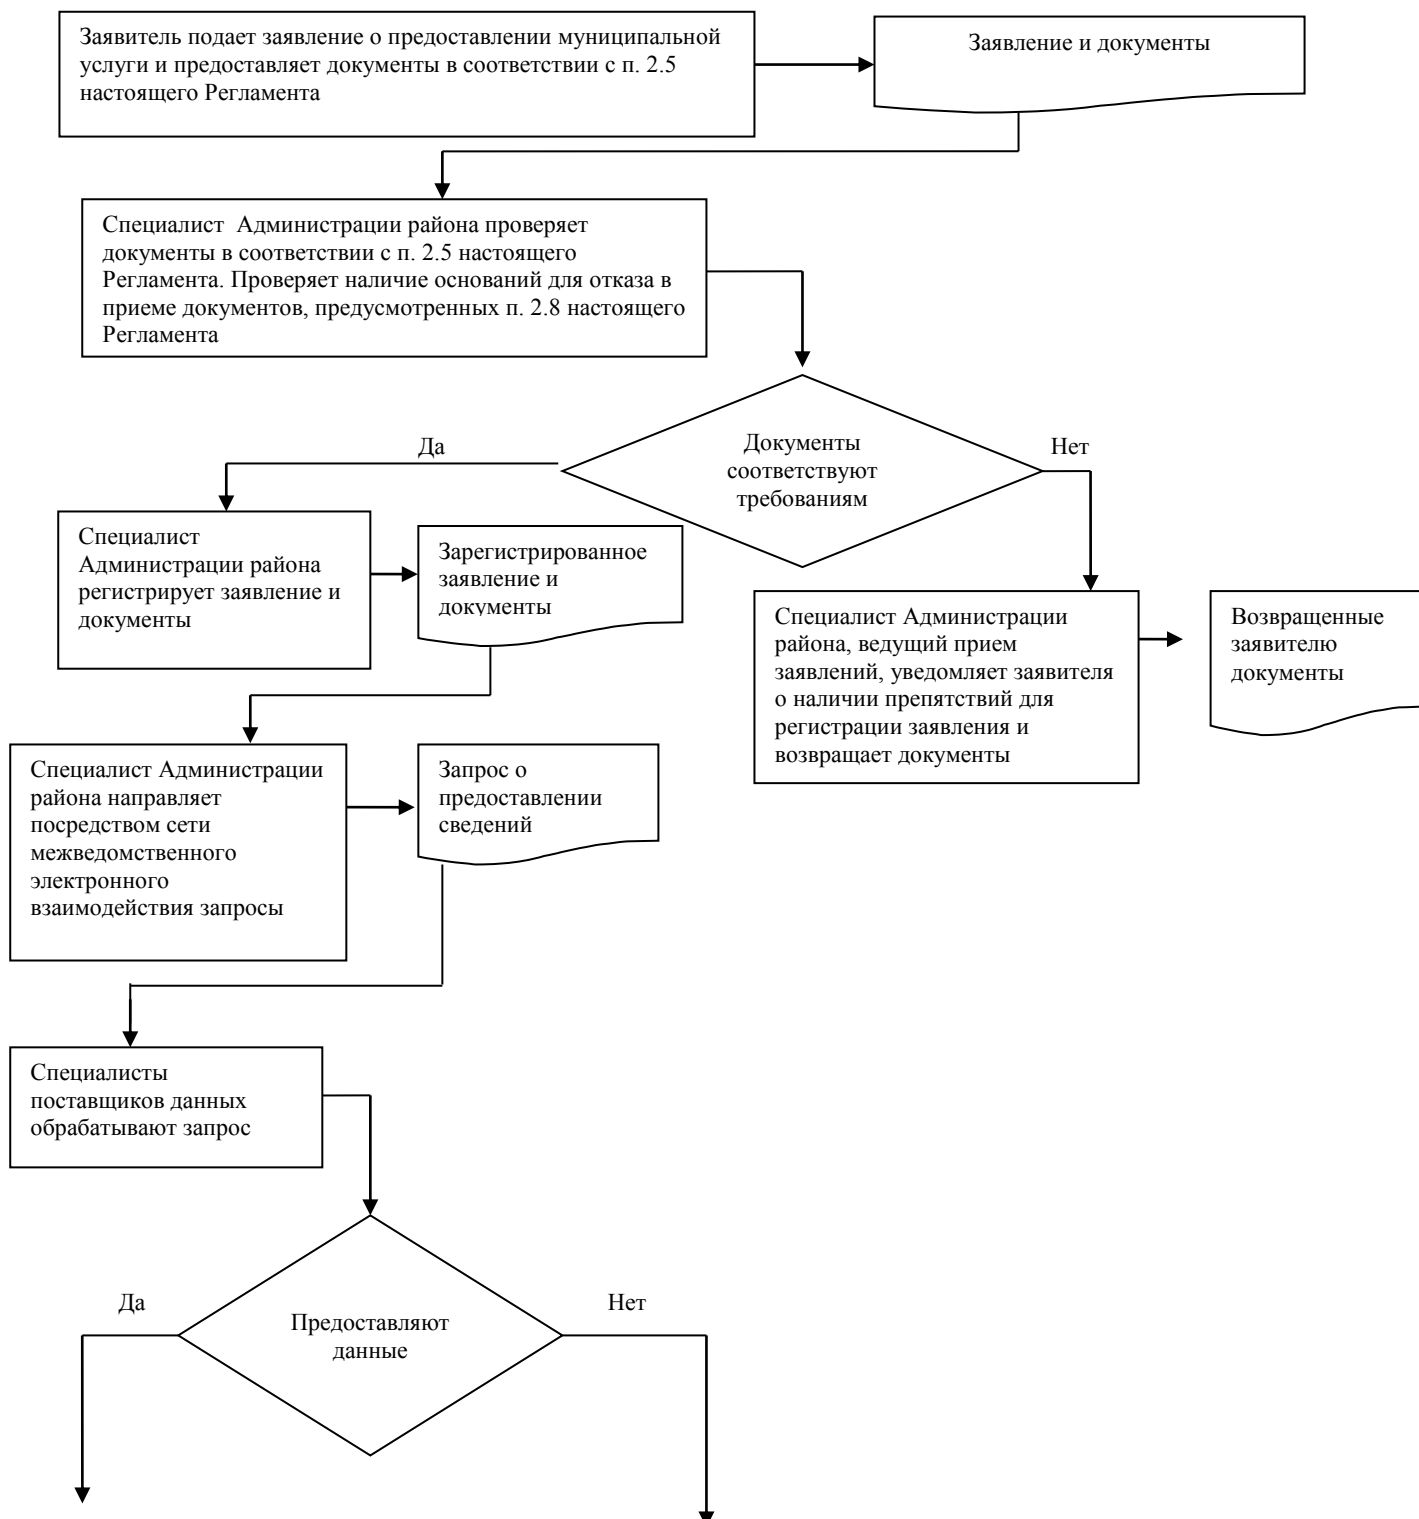 Заявитель подает заявление о предоставлении муниципальной
услуги и предоставляет документы в соответствии с п. 2.5
настоящего Регламента
Заявление и документы
Специалист Администрации района проверяет
документы в соответствии с п. 2.5 настоящего
Регламента. Проверяет наличие оснований для отказа в
приеме документов, предусмотренных п. 2.8 настоящего
Регламента
Да
Документы
соответствуют
требованиям
Нет
Специалист
Администрации района
регистрирует заявление и
документы
Зарегистрированное
заявление и
документы
Специалист Администрации
района, ведущий прием
заявлений, уведомляет заявителя
о наличии препятствий для
регистрации заявления и
возвращает документы
Возвращенные
заявителю
документы
Специалист Администрации
района направляет
посредством сети
межведомственного
электронного
взаимодействия запросы
Запрос о
предоставлении
сведений
Специалисты
поставщиков данных
обрабатывают запрос
Да
Предоставляют
данные
Нет